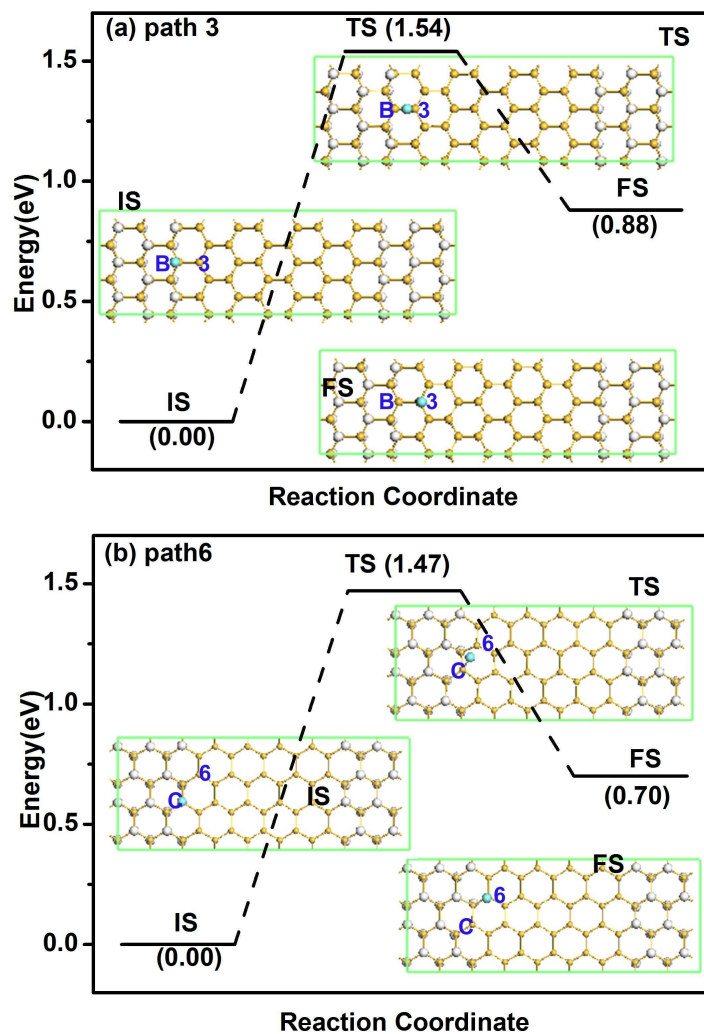 (a) path 3
TS (1.54)
TS
1.5
B 3
1.0
IS
FS
(0.88)
B 3
Energy(eV)
0.5
FS
B 3
IS
0.0
(0.00)
Reaction Coordinate
(b) path6
TS (1.47)
1.5
TS
6
C
1.0
FS
6
(0.70)
C
IS
Energy(eV)
0.5
FS
6
C
IS
0.0
(0.00)
Reaction Coordinate